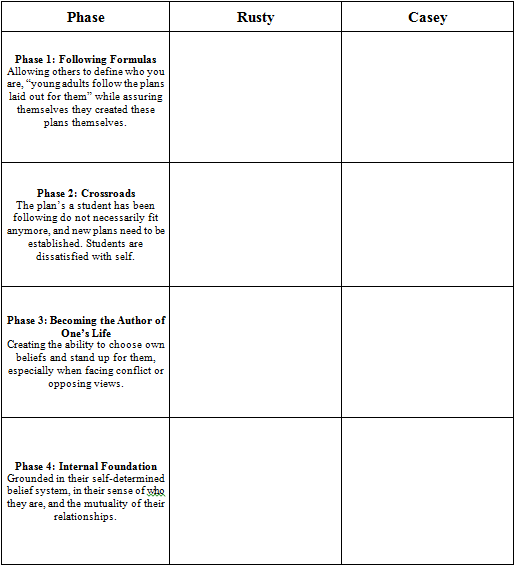 Phase Rusty Casey
Phase 1: Following Formulas
Allowing others to define who you
are, “young adults follow the plans
laid out for them” while assuring
themselves they created these
plans themselves.
Phase 2: Crossroads
The plan’s a student has been
following do not necessarily fit
anymore, and new plans need to be
established. Students are
dissatisfied with self.
Phase 3: Becoming the Author of
One’s Life
Creating the ability to choose own
beliefs and stand up for them,
especially when facing conflict or
opposing views.
Phase 4: Internal Foundation
Grounded in their self-determined
belief system, in their sense of who
they are, and the mutuality of their
relationships.